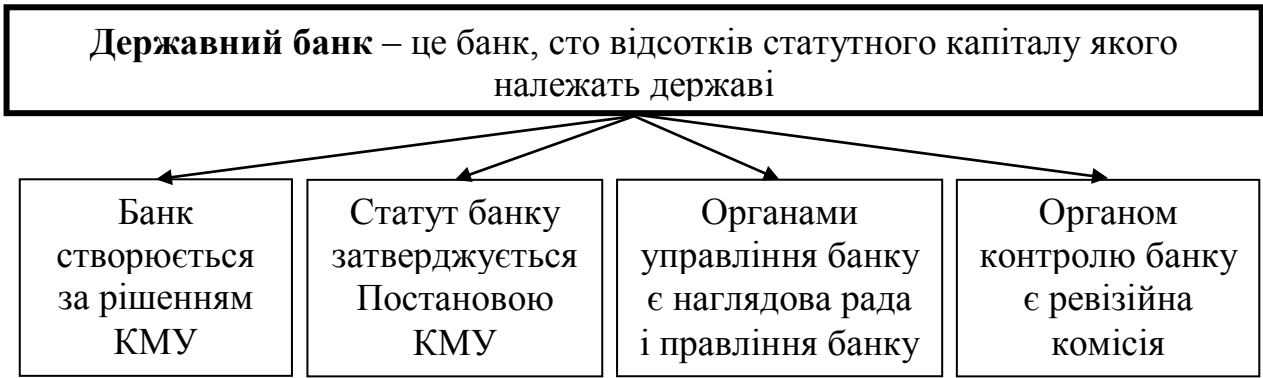 Державний банк – це банк, сто відсотків статутного капіталу якого
належать державі
Банк
створюється
за рішенням
КМУ
Статут банку
затверджується
Постановою
КМУ
Органами
управління банку
є наглядова рада
і правління банку
Органом
контролю банку
є ревізійна
комісія